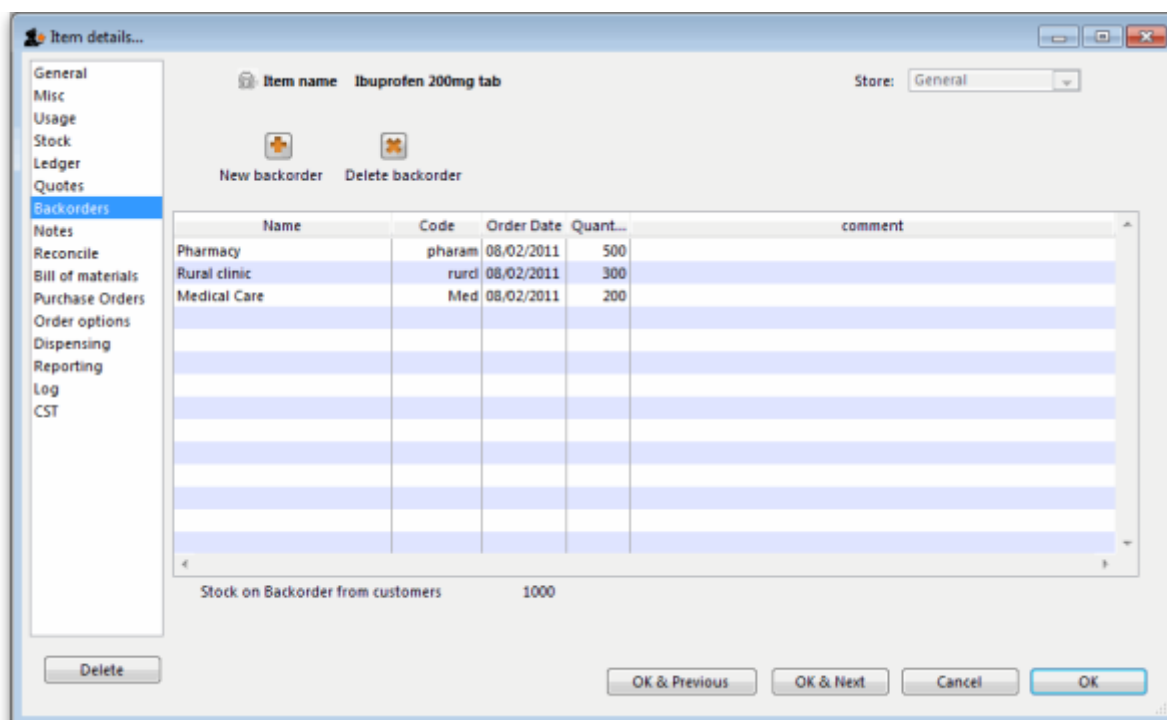 Item details...
General
Misc
Usage
Stock
Ledger
Quotes
Backorders
Notes
Reconcile
Bill of materials
Purchase Orders
Order options
Dispensing
Reporting
Log
CST
Delete
Item name Ibuprofen 200mg tab
Store: General
New backorder Delete backorder
Name Code Order Date Quant... comment
Pharmacy pharam 08/02/2011 500
Rural clinic rurcl 08/02/2011 300
Medical Care Med 08/02/2011 200
Stock on Backorder from customers 1000
OK & Previous OK & Next Cancel OK